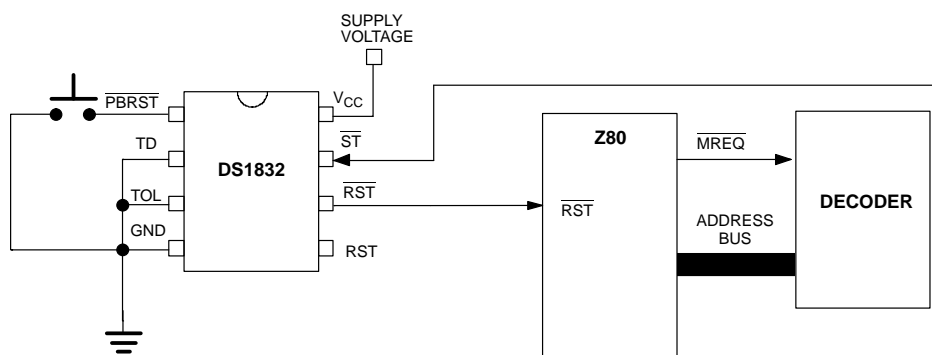 SUPPLY
VOLTAGE
PBRST
VCC
TD
ST
DS1832
TOL
RST
GND
RST
Z80
MREQ
RST
ADDRESS
BUS
DECODER